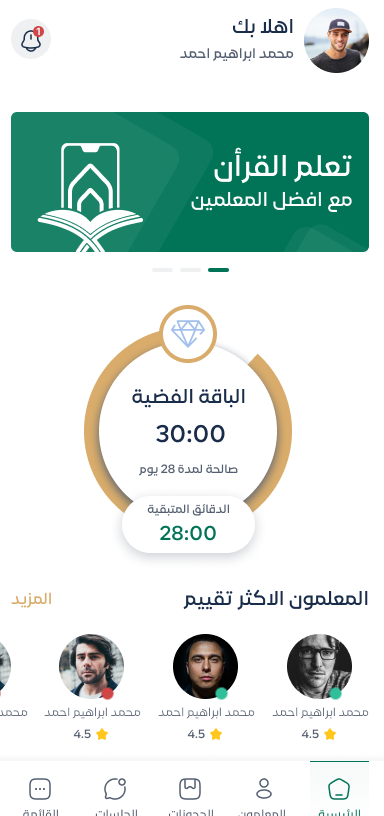 اهلا بك
محمد ابراهيم احمد
1
تعلم القرأن
مع افضل المعلمين
الباقة الفضية
30:00
صالحة لمدة 28 يوم
الدقائق المتبقية
28:00
المعلمون الاكثر تقييم
المزيد
محمد ابراهيم احمد
محمد ابراهيم احمد
محمد ابراهيم احمد
محمد
4.5
4.5
4.5
الرئيسية
المعلمون
الحجوزات
الجلسات
القائمة